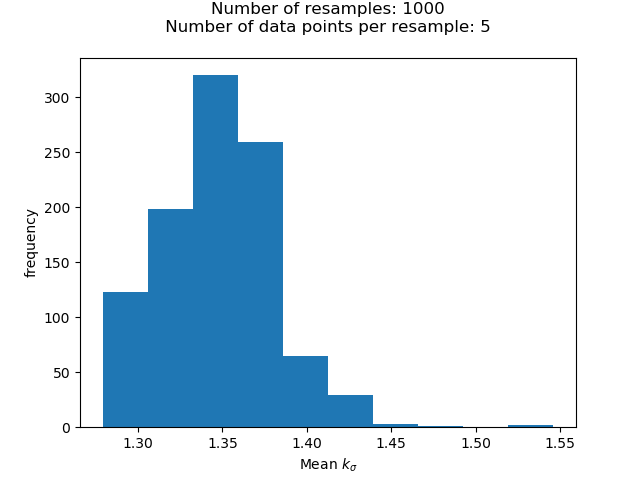 Number of resamples: 1000
Number of data points per resample: 5
300
250
200
150
100
50
0
frequency
1.30 1.35 1.40 1.45 1.50 1.55
Mean kσ